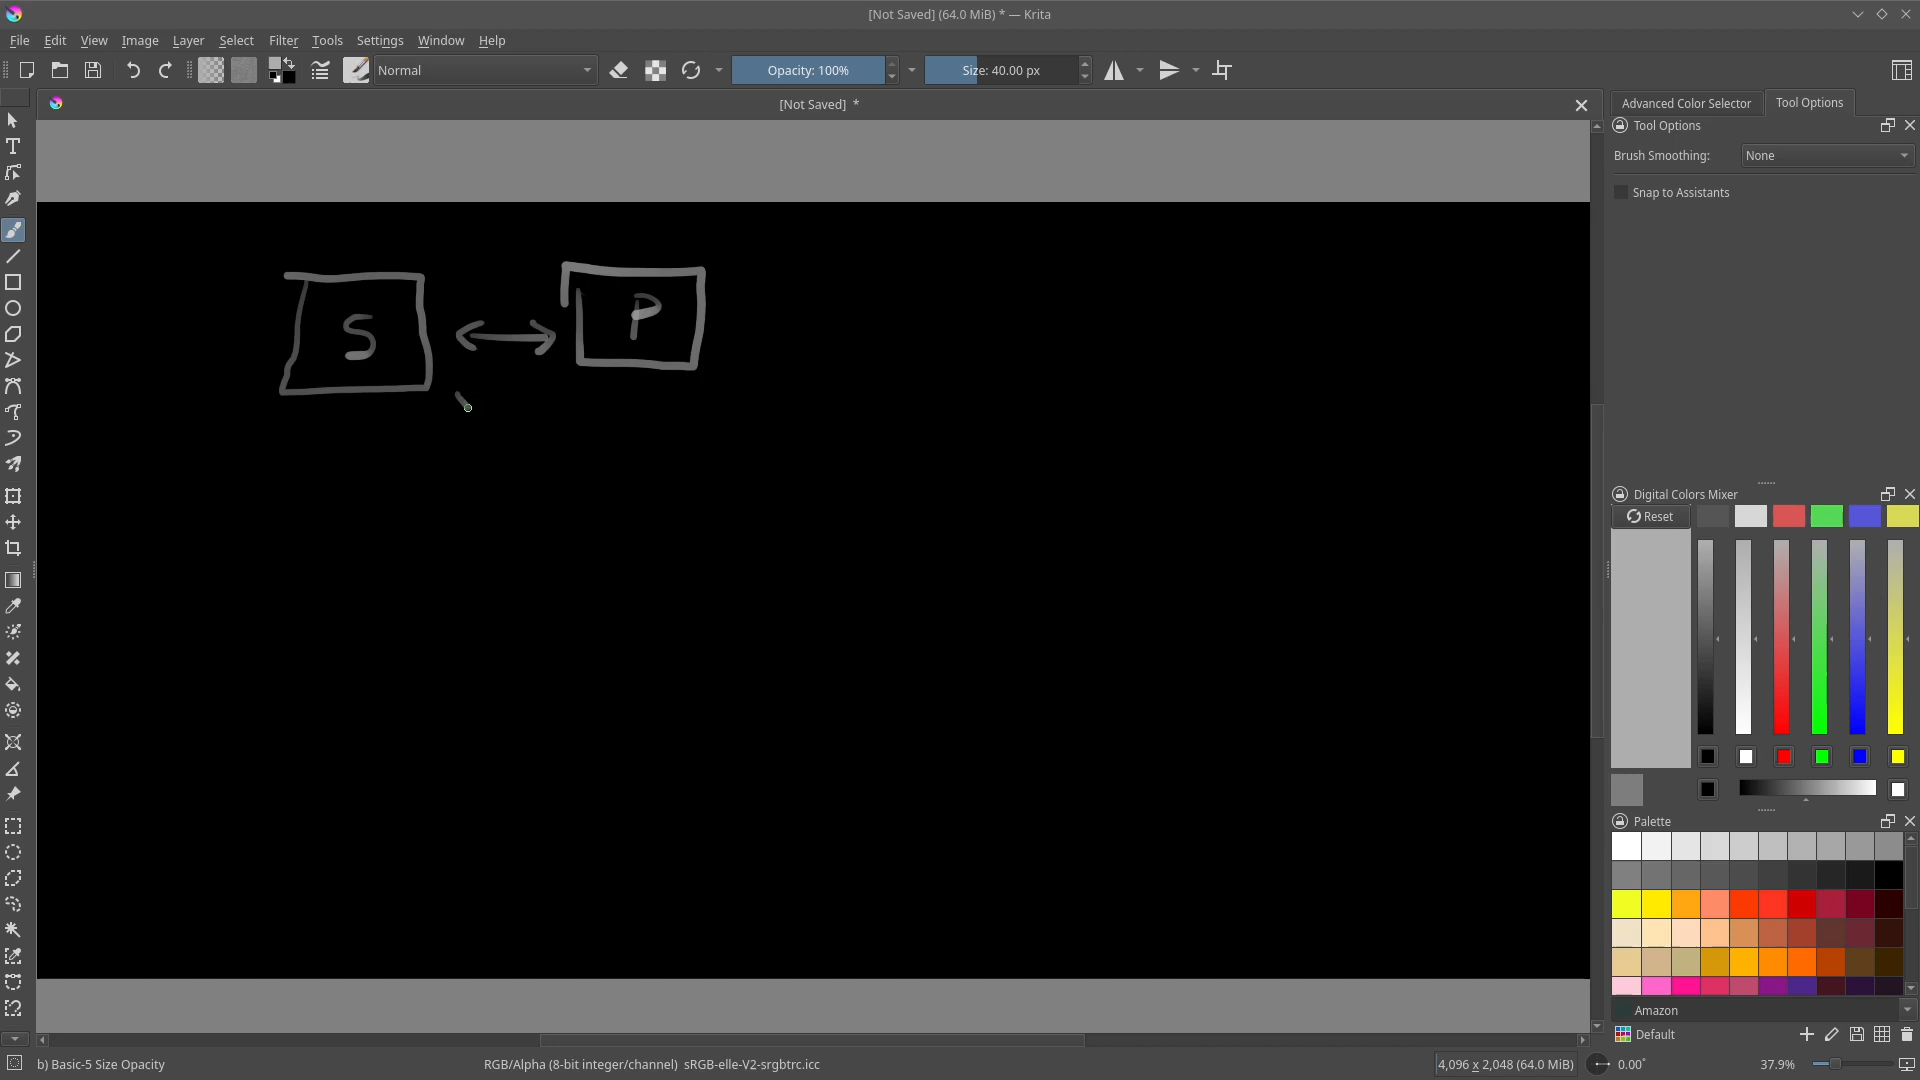 [Not Saved] (64.0 MiB) * — Krita
File Edit View Image Layer Select Filter Tools Settings Window Help
Normal Opacity: 100% Size: 40.00 px
[Not Saved] *
Advanced Color Selector Tool Options
Tool Options
Brush Smoothing: None
Snap to Assistants
S P
Digital Colors Mixer
Reset
Palette
Amazon
Default
b) Basic-5 Size Opacity RGB/Alpha (8-bit integer/channel) sRGB-elle-V2-srgbtrc.icc 4,096 x 2,048 (64.0 MiB) 0.00° 37.9%